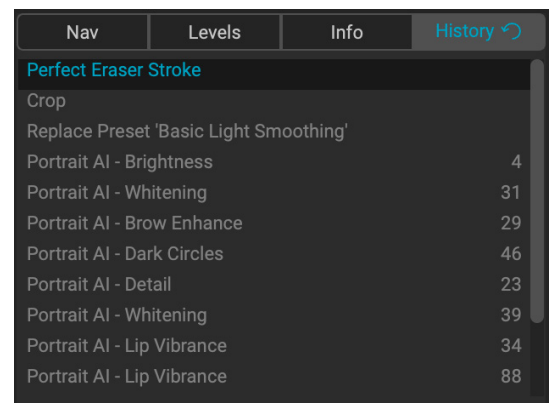 Nav Levels Info History
Perfect Eraser Stroke
Crop
Replace Preset 'Basic Light Smoothing'
Portrait AI - Brightness 4
Portrait AI - Whitening 31
Portrait AI - Brow Enhance 29
Portrait AI - Dark Circles 46
Portrait AI - Detail 23
Portrait AI - Whitening 39
Portrait AI - Lip Vibrance 34
Portrait AI - Lip Vibrance 88